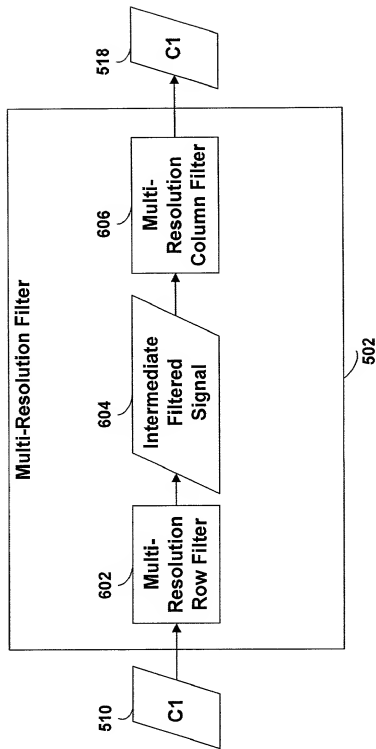 Multi-Resolution Filter
510
C1
602
Multi-
Resolution
Row Filter
604
Intermediate
Filtered
Signal
606
Multi-
Resolution
Column Filter
518
C1
502